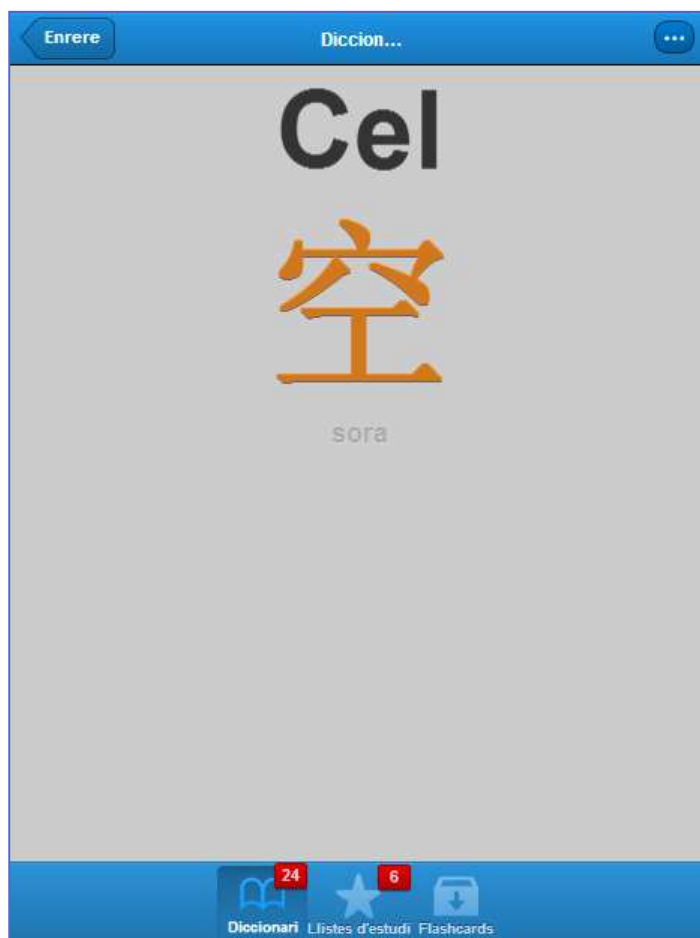 Enrere
Diccion...
...
Cel
空
sora
24
6
Diccionari
Llistes d'estudi
Flashcards